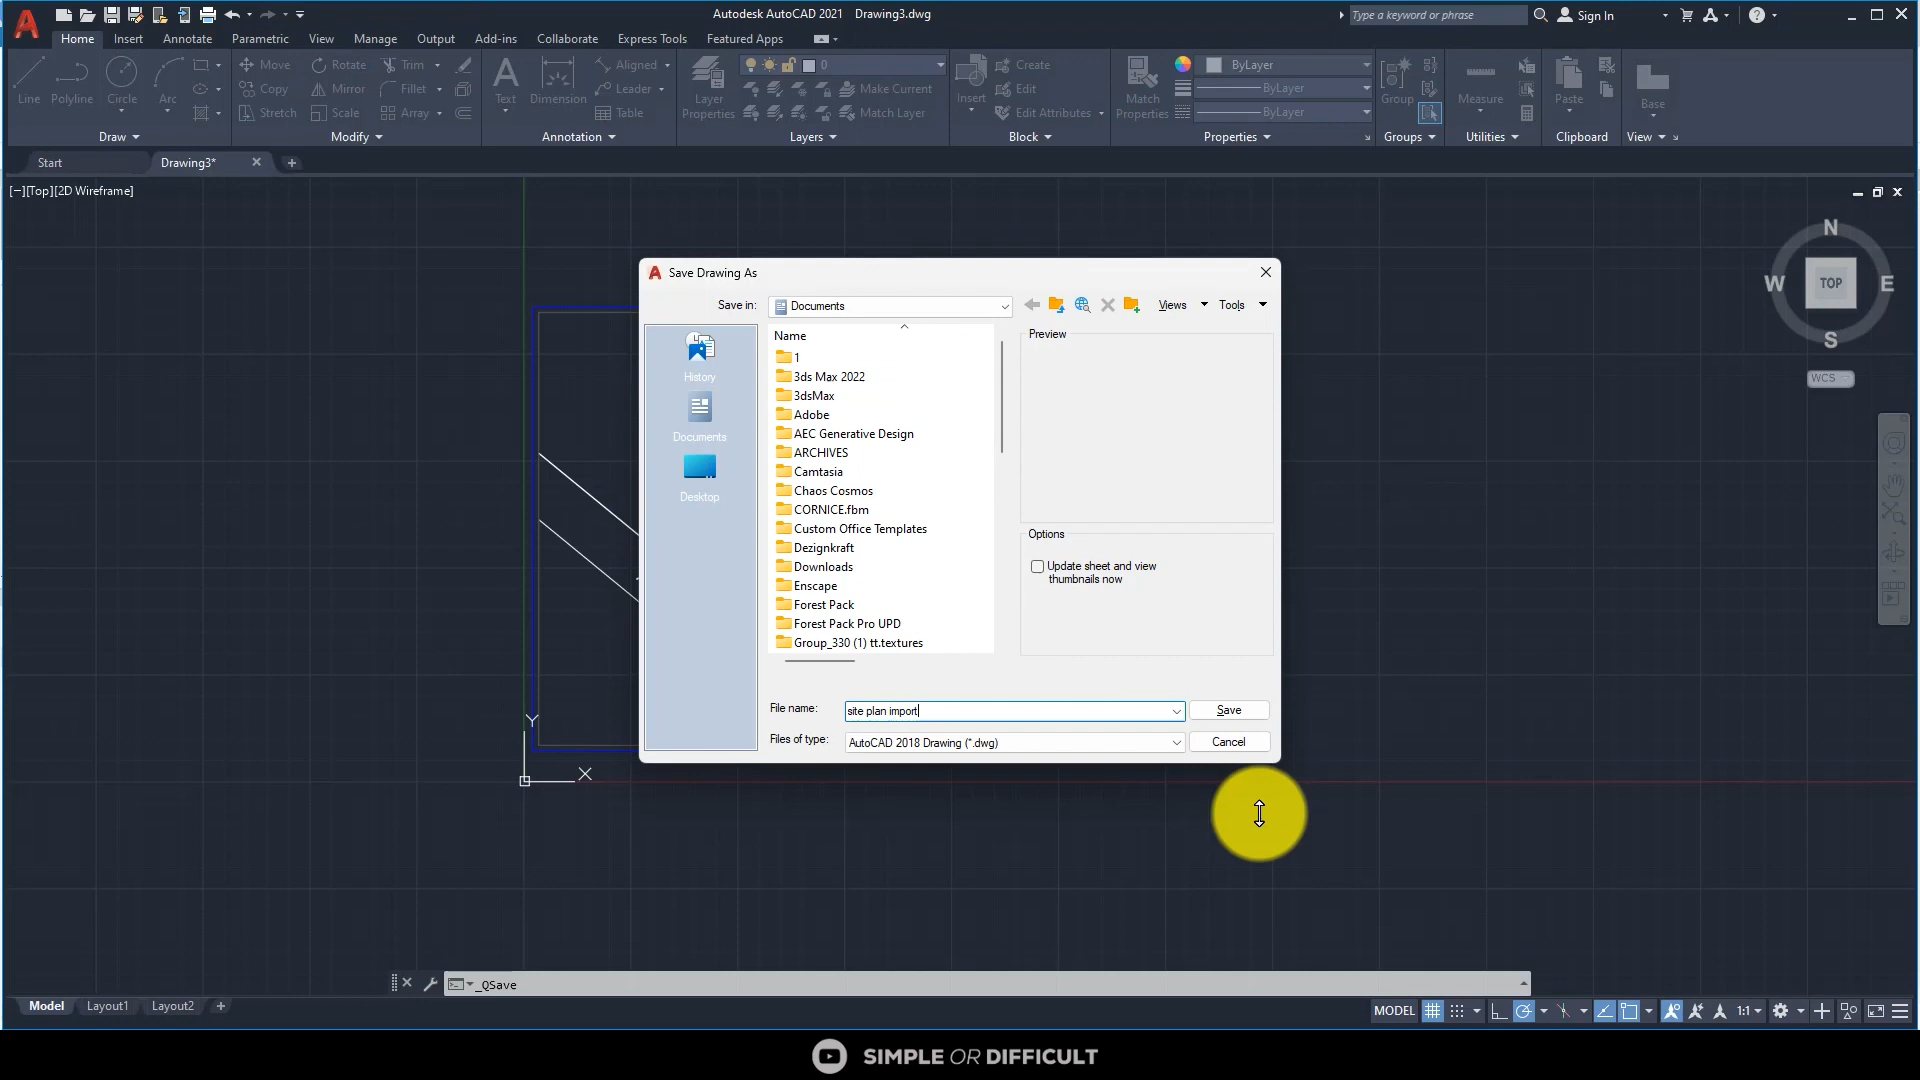 Autodesk AutoCAD 2021 Drawing3.dwg
Type a keyword or phrase
Sign In
Home Insert Annotate Parametric View Manage Output Add-ins Collaborate Express Tools Featured Apps
Line Polyline Circle Arc
Move Rotate Trim
Copy Mirror Fillet
Stretch Scale Array
Text Dimension
Aligned
Leader
Table
Layer Properties
0
Make Current
Match Layer
Insert
Create
Edit
Edit Attributes
Match Properties
ByLayer
ByLayer
ByLayer
Group
Measure
Paste
Base
Draw Modify Annotation Layers Block Properties Groups Utilities Clipboard View
Start Drawing3*
[−][Top][2D Wireframe]
N
W TOP E
S
WCS
Save Drawing As
Save in: Documents Views Tools
History
Documents
Desktop
Name
1
3ds Max 2022
3dsMax
Adobe
AEC Generative Design
ARCHIVES
Camtasia
Chaos Cosmos
CORNICE.fbm
Custom Office Templates
Dezignkraft
Downloads
Enscape
Forest Pack
Forest Pack Pro UPD
Group_330 (1) tt.textures
Preview
Options
Update sheet and view
thumbnails now
File name: site plan import Save
Files of type: AutoCAD 2018 Drawing (*.dwg) Cancel
Y
X
_QSave
Model Layout1 Layout2
MODEL 1:1
SIMPLE OR DIFFICULT